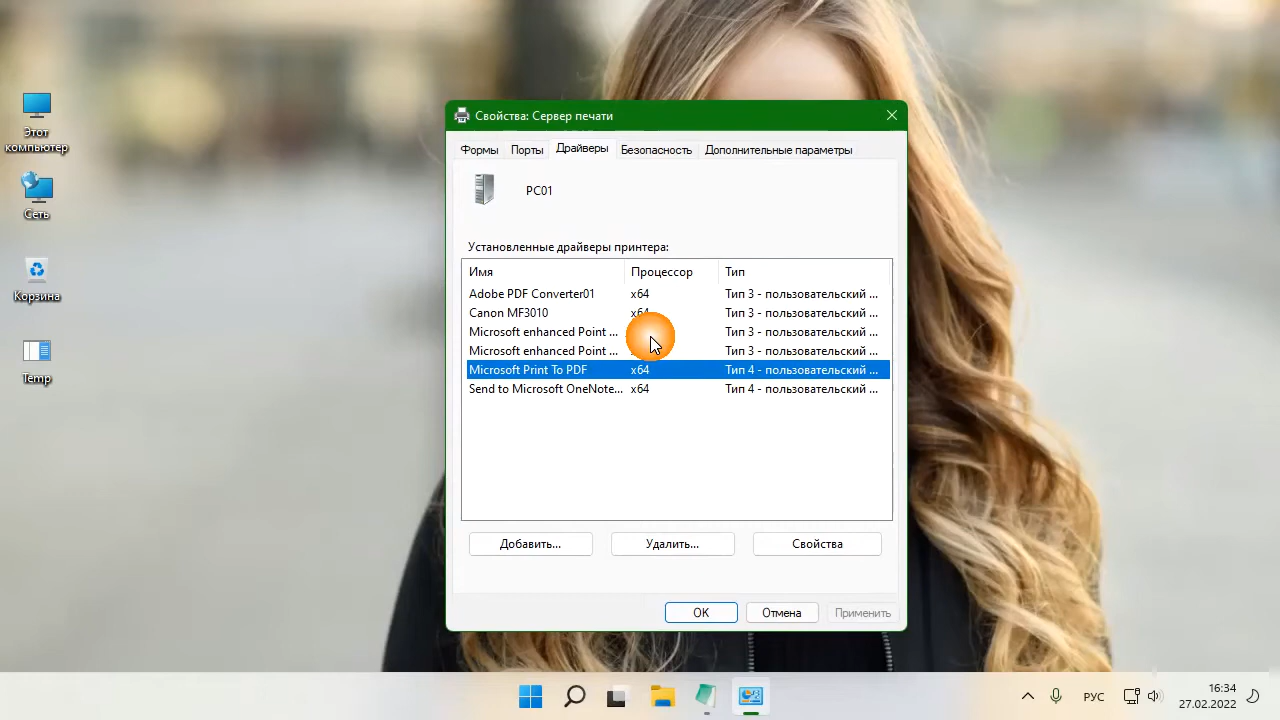 Этот
компьютер
Сеть
Корзина
Temp
Свойства: Сервер печати
Формы Порты Драйверы Безопасность Дополнительные параметры
PC01
Установленные драйверы принтера:
Имя Процессор Тип
Adobe PDF Converter01 x64 Тип 3 - пользовательский ...
Canon MF3010 x64 Тип 3 - пользовательский ...
Microsoft enhanced Point ... Тип 3 - пользовательский ...
Microsoft enhanced Point ... Тип 3 - пользовательский ...
Microsoft Print To PDF x64 Тип 4 - пользовательский ...
Send to Microsoft OneNote... x64 Тип 4 - пользовательский ...
Добавить... Удалить... Свойства
ОК Отмена Применить
РУС
16:34
27.02.2022